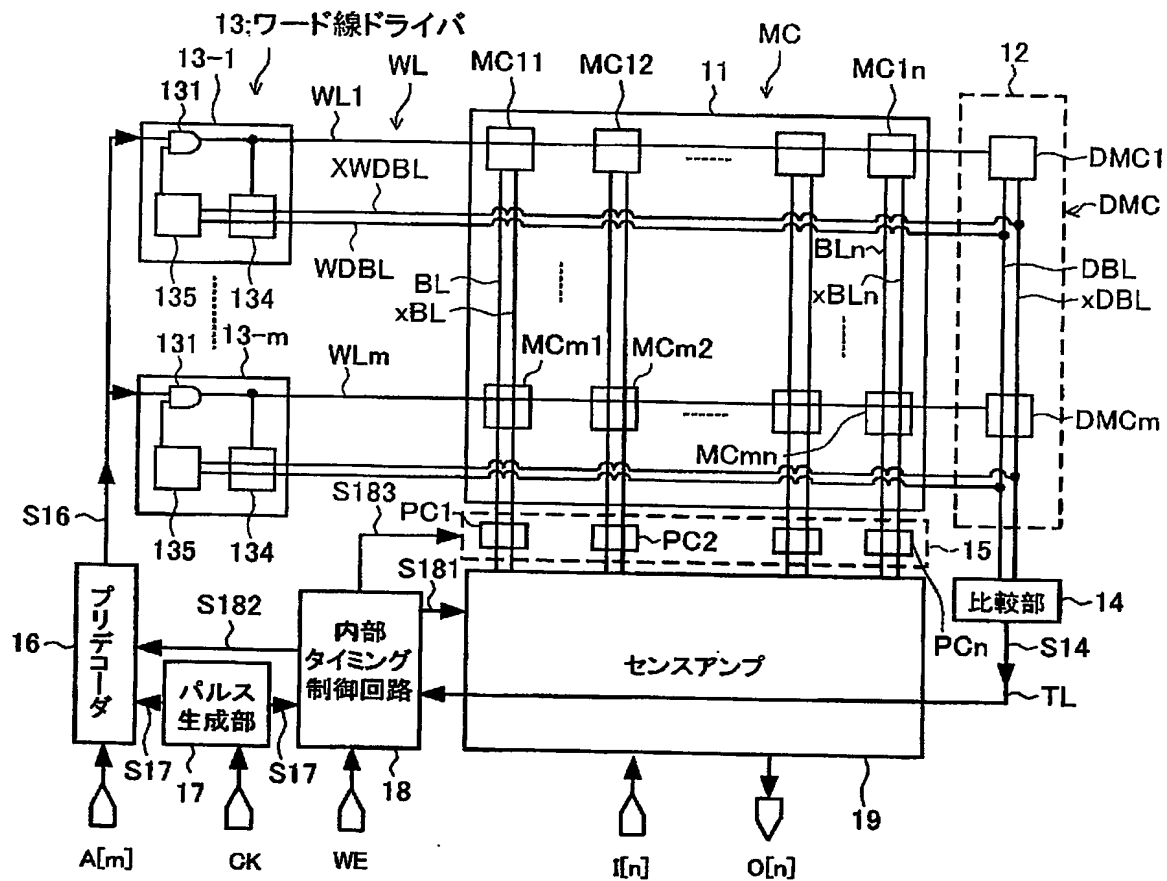 13;ワード線ドライバ
13-1
131
WL
WL1
MC11
MC12
11
MC
MC1n
12
XWDBL
WDBL
DMC1
DMC
135
134
BL
xBL
BLn
xBLn
DBL
xDBL
13-m
131
WLm
MCm1
MCm2
MCmn
DMCm
135
134
S16
S183
PC1
PC2
15
S181
比較部
14
PCn
S14
TL
プリデコーダ
16
S182
パルス
生成部
17
S17
S17
内部
タイミング
制御回路
18
センスアンプ
19
A[m]
CK
WE
I[n]
O[n]